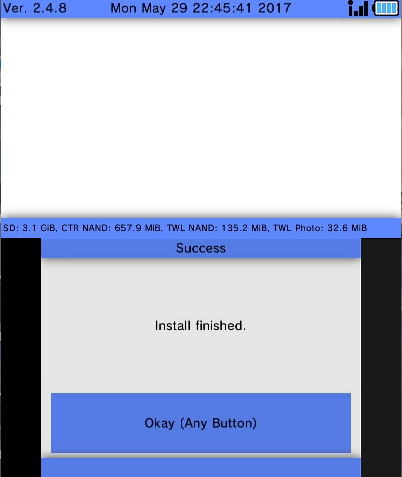 Ver. 2.4.8 Mon May 29 22:45:41 2017
SD: 3.1 GiB, CTR NAND: 657.9 MiB, TWL NAND: 135.2 MiB, TWL Photo: 32.6 MiB
Success
Install finished.
Okay (Any Button)